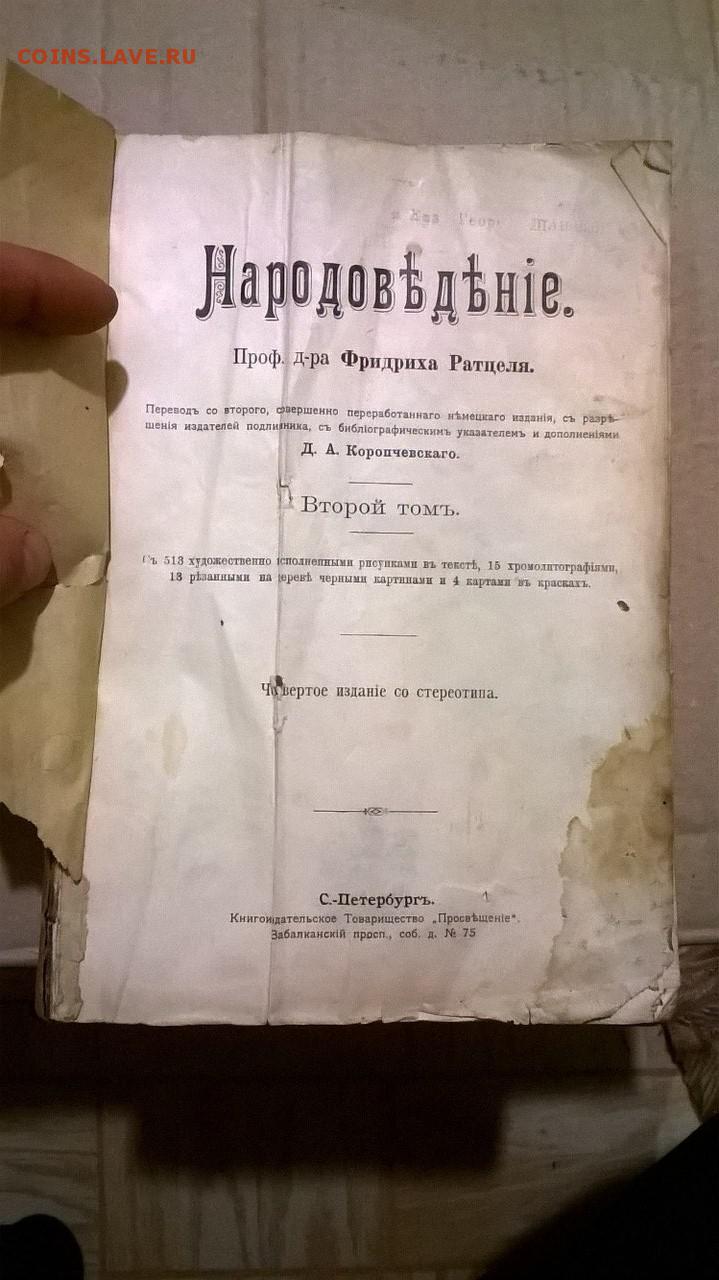 COINS.LAVE.RU
Народовѣдѣніе.
Проф. д-ра Фридриха Ратцеля.
Переводъ со второго, совершенно переработаннаго нѣмецкаго изданія, съ разрѣ-
шенія издателей подлинника, съ библіографическимъ указателемъ и дополненіями
Д. А. Коропчевскаго.
Второй томъ.
Съ 513 художественно исполненными рисунками въ текстѣ, 15 хромолитографіями,
13 рѣзанными на деревѣ черными картинами и 4 картами въ краскахъ.
Четвертое изданіе со стереотипа.
С.-Петербургъ.
Книгоиздательское Товарищество „Просвѣщеніе“.
Забалканскій просп., соб. д. № 75